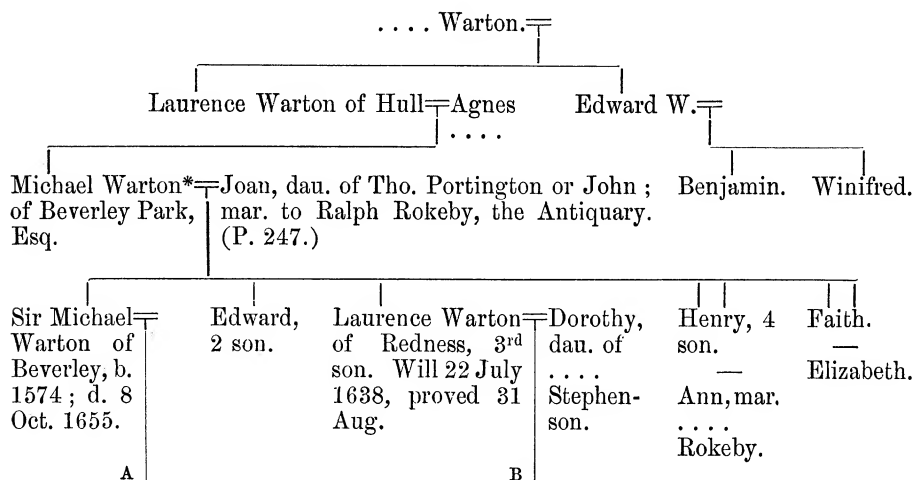 .... Warton.
Laurence Warton of Hull
Agnes
....
Edward W.
Michael Warton*
of Beverley Park,
Esq.
Joan, dau. of Tho. Portington or John ;
mar. to Ralph Rokeby, the Antiquary.
(P. 247.)
Benjamin.
Winifred.
Sir Michael
Warton of
Beverley, b.
1574 ; d. 8
Oct. 1655.
Edward,
2 son.
Laurence Warton
of Redness, 3rd
son. Will 22 July
1638, proved 31
Aug.
Dorothy,
dau. of
....
Stephen-
son.
Henry, 4
son.
—
Ann, mar.
....
Rokeby.
Faith.
—
Elizabeth.
A
B